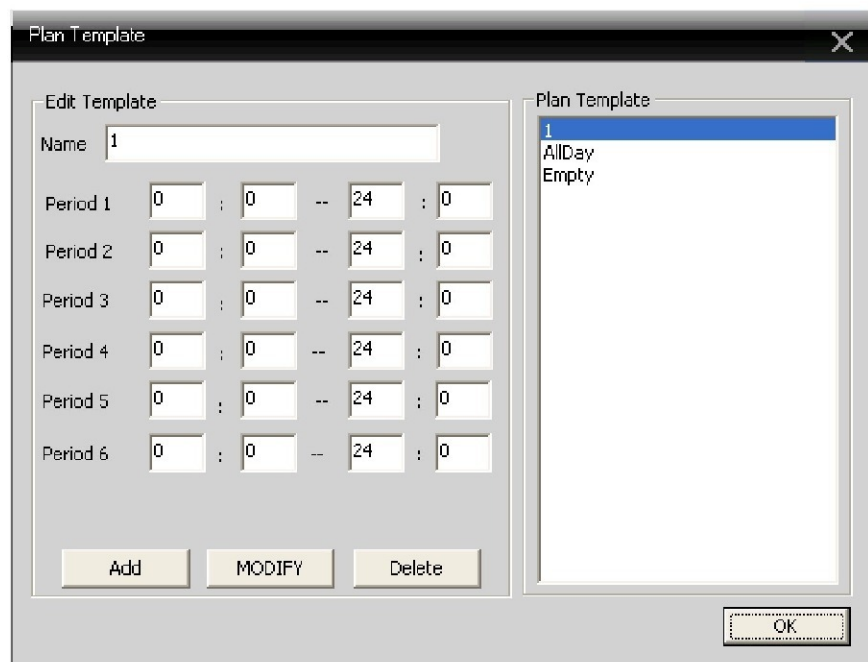 Plan Template
Edit Template
Name 1
Period 1 0 : 0 -- 24 : 0
Period 2 0 : 0 -- 24 : 0
Period 3 0 : 0 -- 24 : 0
Period 4 0 : 0 -- 24 : 0
Period 5 0 : 0 -- 24 : 0
Period 6 0 : 0 -- 24 : 0
Add MODIFY Delete
Plan Template
1
AllDay
Empty
OK